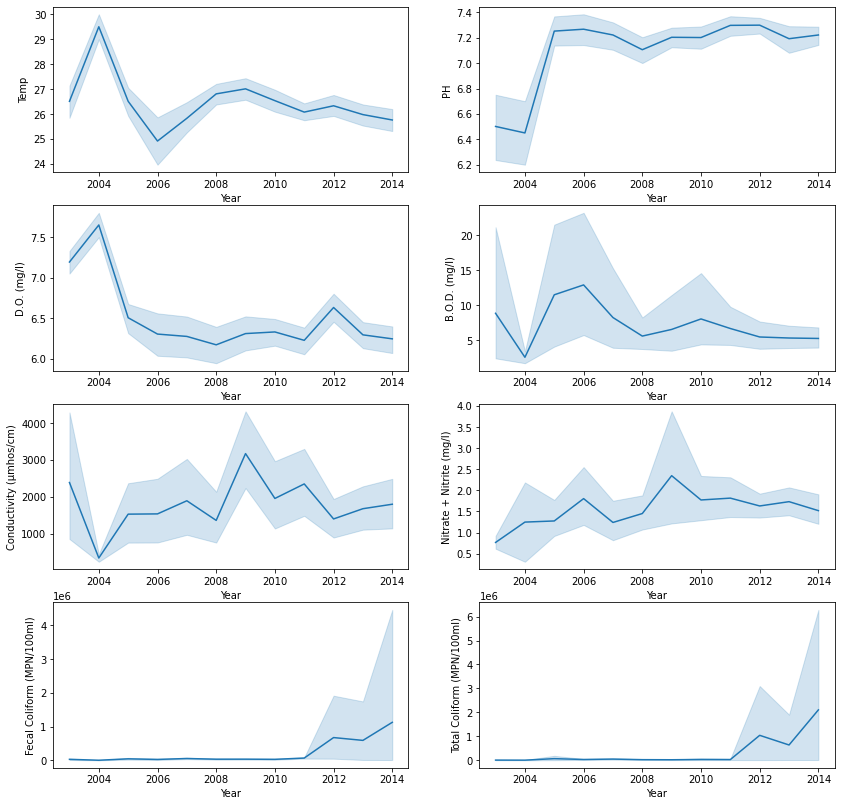 30
29
28
27
26
25
24
Temp
2004 2006 2008 2010 2012 2014
Year
7.4
7.2
7.0
6.8
6.6
6.4
6.2
PH
2004 2006 2008 2010 2012 2014
Year
7.5
7.0
6.5
6.0
D.O. (mg/l)
2004 2006 2008 2010 2012 2014
Year
20
15
10
5
B.O.D. (mg/l)
2004 2006 2008 2010 2012 2014
Year
4000
3000
2000
1000
Conductivity (µmhos/cm)
2004 2006 2008 2010 2012 2014
Year
4.0
3.5
3.0
2.5
2.0
1.5
1.0
0.5
Nitrate + Nitrite (mg/l)
2004 2006 2008 2010 2012 2014
Year
1e6
4
3
2
1
0
Fecal Coliform (MPN/100ml)
2004 2006 2008 2010 2012 2014
Year
1e6
6
5
4
3
2
1
0
Total Coliform (MPN/100ml)
2004 2006 2008 2010 2012 2014
Year